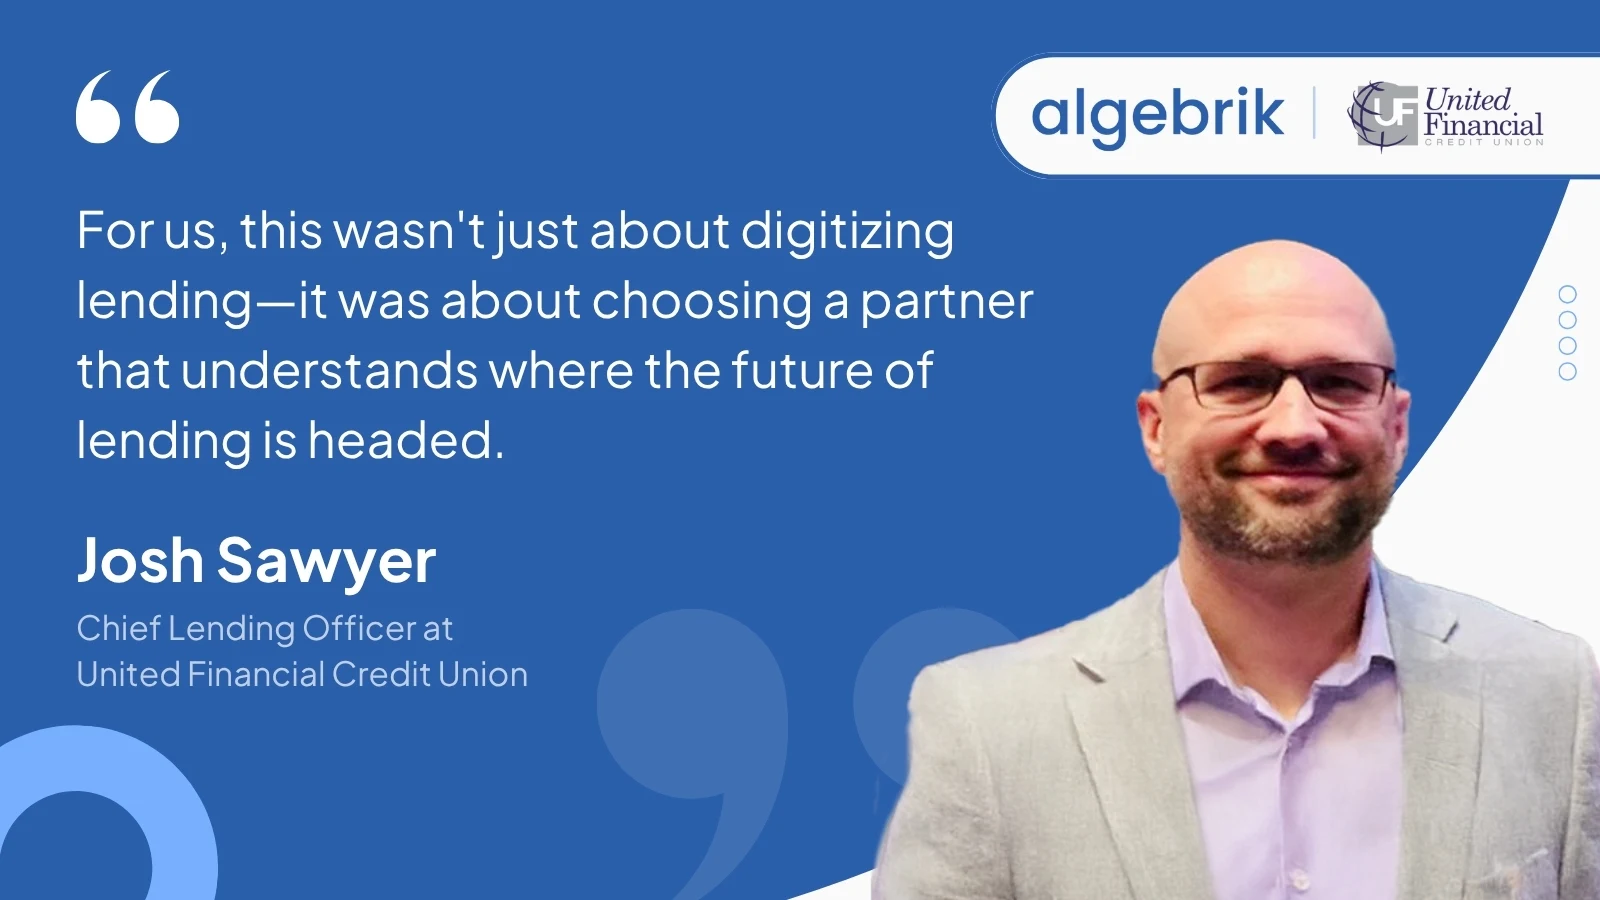 algebrik
UF
United
Financial
CREDIT UNION
“
For us, this wasn't just about digitizing
lending—it was about choosing a partner
that understands where the future of
lending is headed.
Josh Sawyer
Chief Lending Officer at
United Financial Credit Union
”